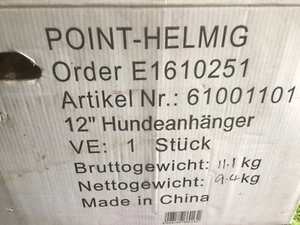 POINT-HELMIG
Order E1610251
Artikel Nr.: 61001101
12" Hundeanhänger
VE: 1 Stück
Bruttogewicht: 11.1 kg
Nettogewicht: 9.4 kg
Made in China